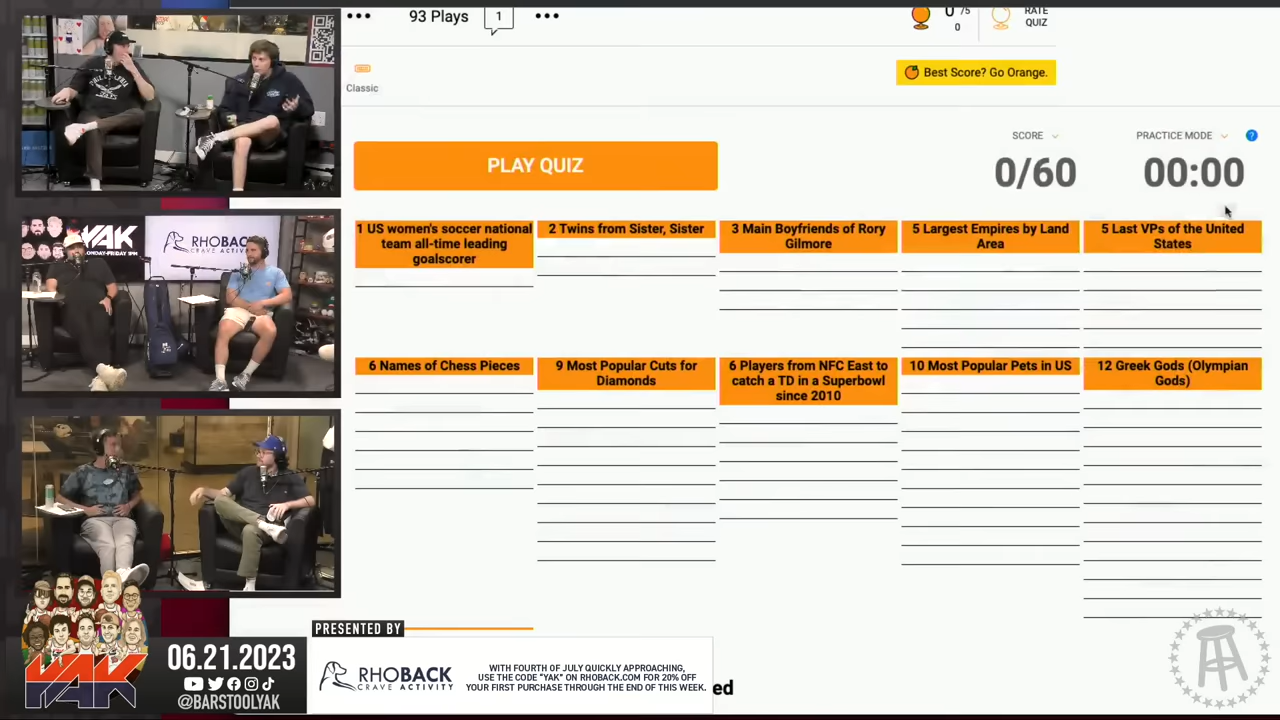 93 Plays
1
0 /5
0
RATE
QUIZ
Classic
Best Score? Go Orange.
SCORE
PRACTICE MODE
?
PLAY QUIZ
0/60
00:00
1 US women's soccer national
team all-time leading
goalscorer
2 Twins from Sister, Sister
3 Main Boyfriends of Rory
Gilmore
5 Largest Empires by Land
Area
5 Last VPs of the United
States
6 Names of Chess Pieces
9 Most Popular Cuts for
Diamonds
6 Players from NFC East to
catch a TD in a Superbowl
since 2010
10 Most Popular Pets in US
12 Greek Gods (Olympian
Gods)
YAK
MONDAY-FRIDAY 1PM
RHOBACK
CRAVE ACTIVITY
PRESENTED BY
YAK
06.21.2023
@BARSTOOLYAK
RHOBACK
CRAVE ACTIVITY
WITH FOURTH OF JULY QUICKLY APPROACHING,
USE THE CODE "YAK" ON RHOBACK.COM FOR 20% OFF
YOUR FIRST PURCHASE THROUGH THE END OF THIS WEEK.
ed